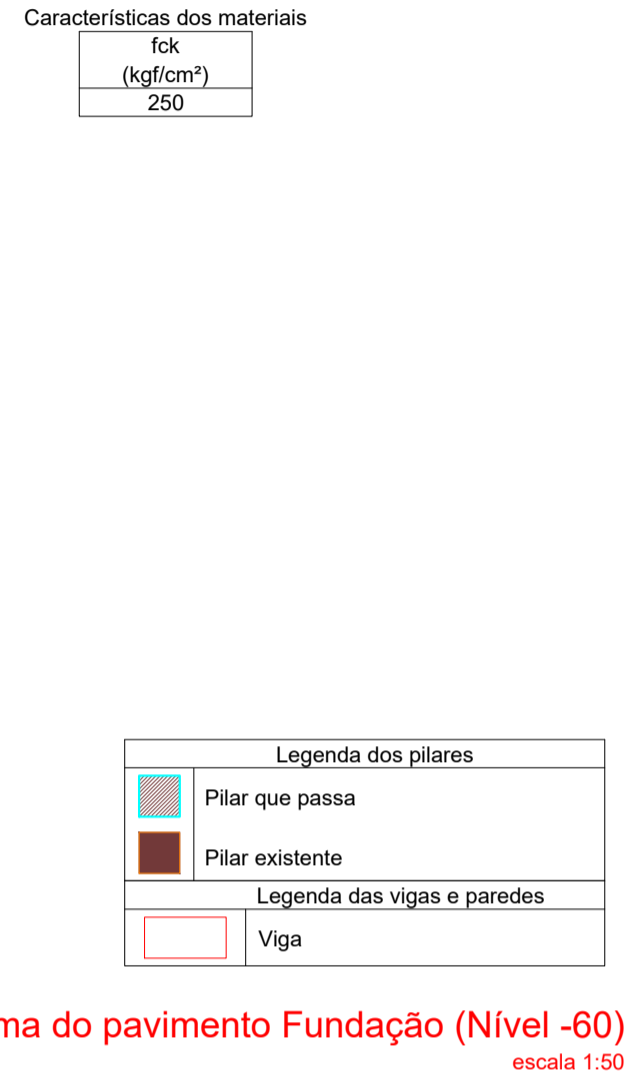 Características dos materiais
fck
(kgf/cm²)
250
Legenda dos pilares
Pilar que passa
Pilar existente
Legenda das vigas e paredes
Viga
ma do pavimento Fundação (Nível -60)
escala 1:50